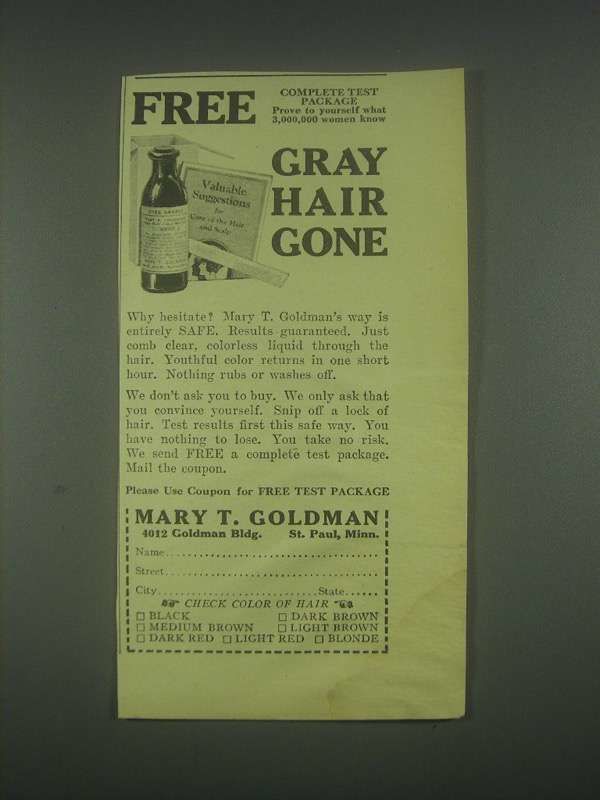 FREE
COMPLETE TEST
PACKAGE
Prove to yourself what
3,000,000 women know
GRAY
HAIR
GONE
Valuable
Suggestions
for
Care of the Hair
and Scalp
Why hesitate? Mary T. Goldman's way is
entirely SAFE. Results guaranteed. Just
comb clear, colorless liquid through the
hair. Youthful color returns in one short
hour. Nothing rubs or washes off.
We don't ask you to buy. We only ask that
you convince yourself. Snip off a lock of
hair. Test results first this safe way. You
have nothing to lose. You take no risk.
We send FREE a complete test package.
Mail the coupon.
Please Use Coupon for FREE TEST PACKAGE
MARY T. GOLDMAN
4012 Goldman Bldg. St. Paul, Minn.
Name......................................
Street......................................
City..............................State......
CHECK COLOR OF HAIR
☐ BLACK ☐ DARK BROWN
☐ MEDIUM BROWN ☐ LIGHT BROWN
☐ DARK RED ☐ LIGHT RED ☐ BLONDE